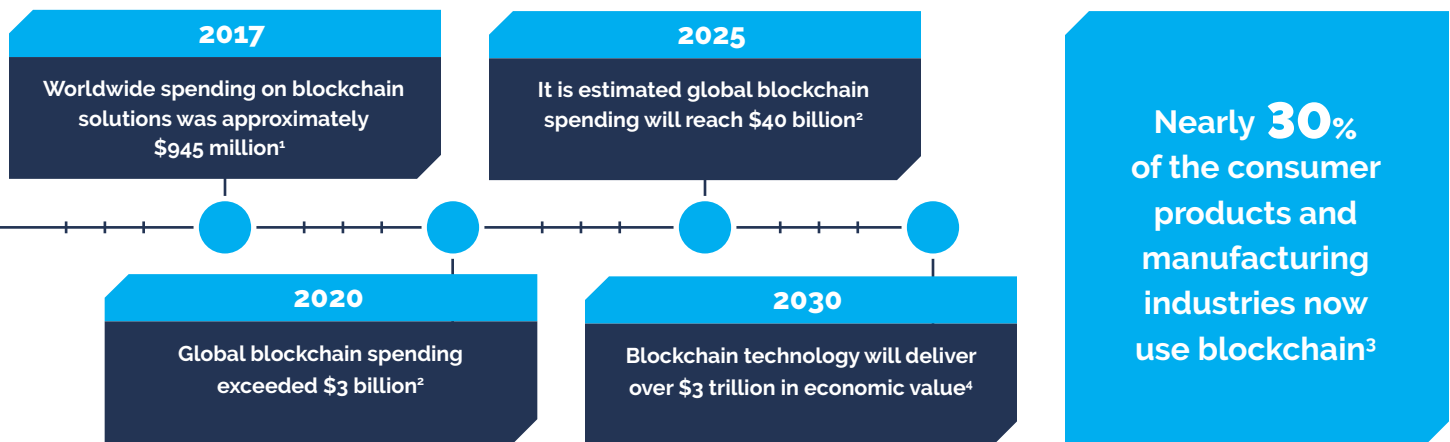 2017
Worldwide spending on blockchain
solutions was approximately
$945 million¹
2025
It is estimated global blockchain
spending will reach $40 billion²
2020
Global blockchain spending
exceeded $3 billion²
2030
Blockchain technology will deliver
over $3 trillion in economic value⁴
Nearly 30%
of the consumer
products and
manufacturing
industries now
use blockchain³